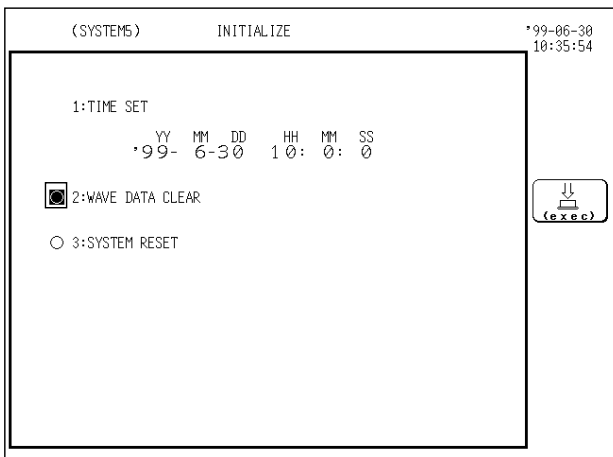 (SYSTEM5) INITIALIZE '99-06-30
10:35:54
1:TIME SET
YY MM DD HH MM SS
'99- 6-30 10: 0: 0
2:WAVE DATA CLEAR
(exec)
3:SYSTEM RESET